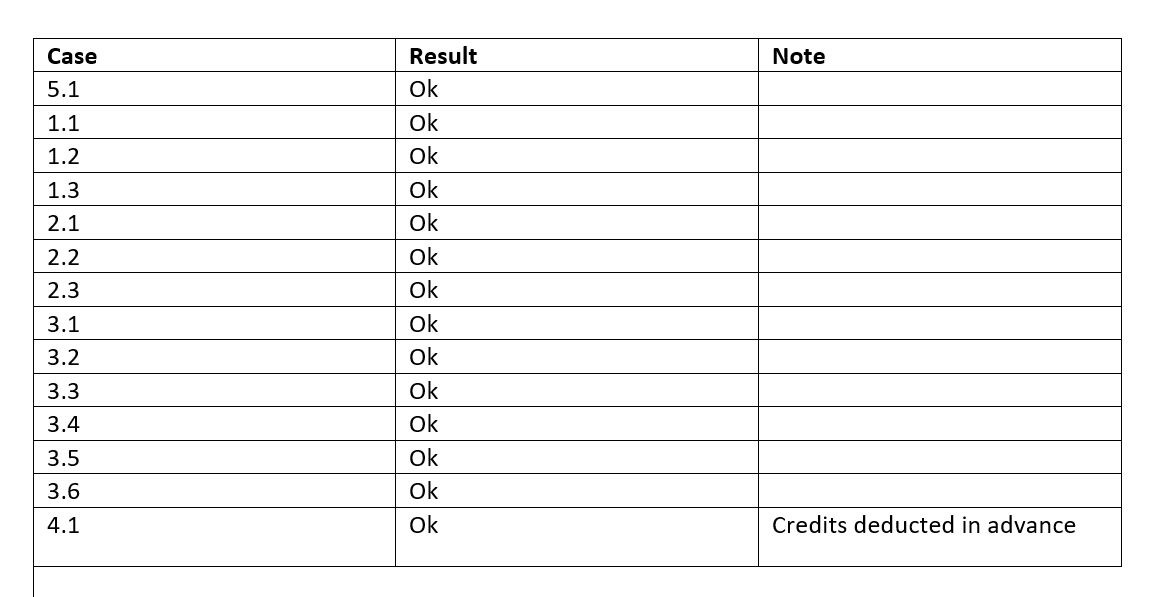 Case Result Note
5.1 Ok
1.1 Ok
1.2 Ok
1.3 Ok
2.1 Ok
2.2 Ok
2.3 Ok
3.1 Ok
3.2 Ok
3.3 Ok
3.4 Ok
3.5 Ok
3.6 Ok
4.1 Ok Credits deducted in advance